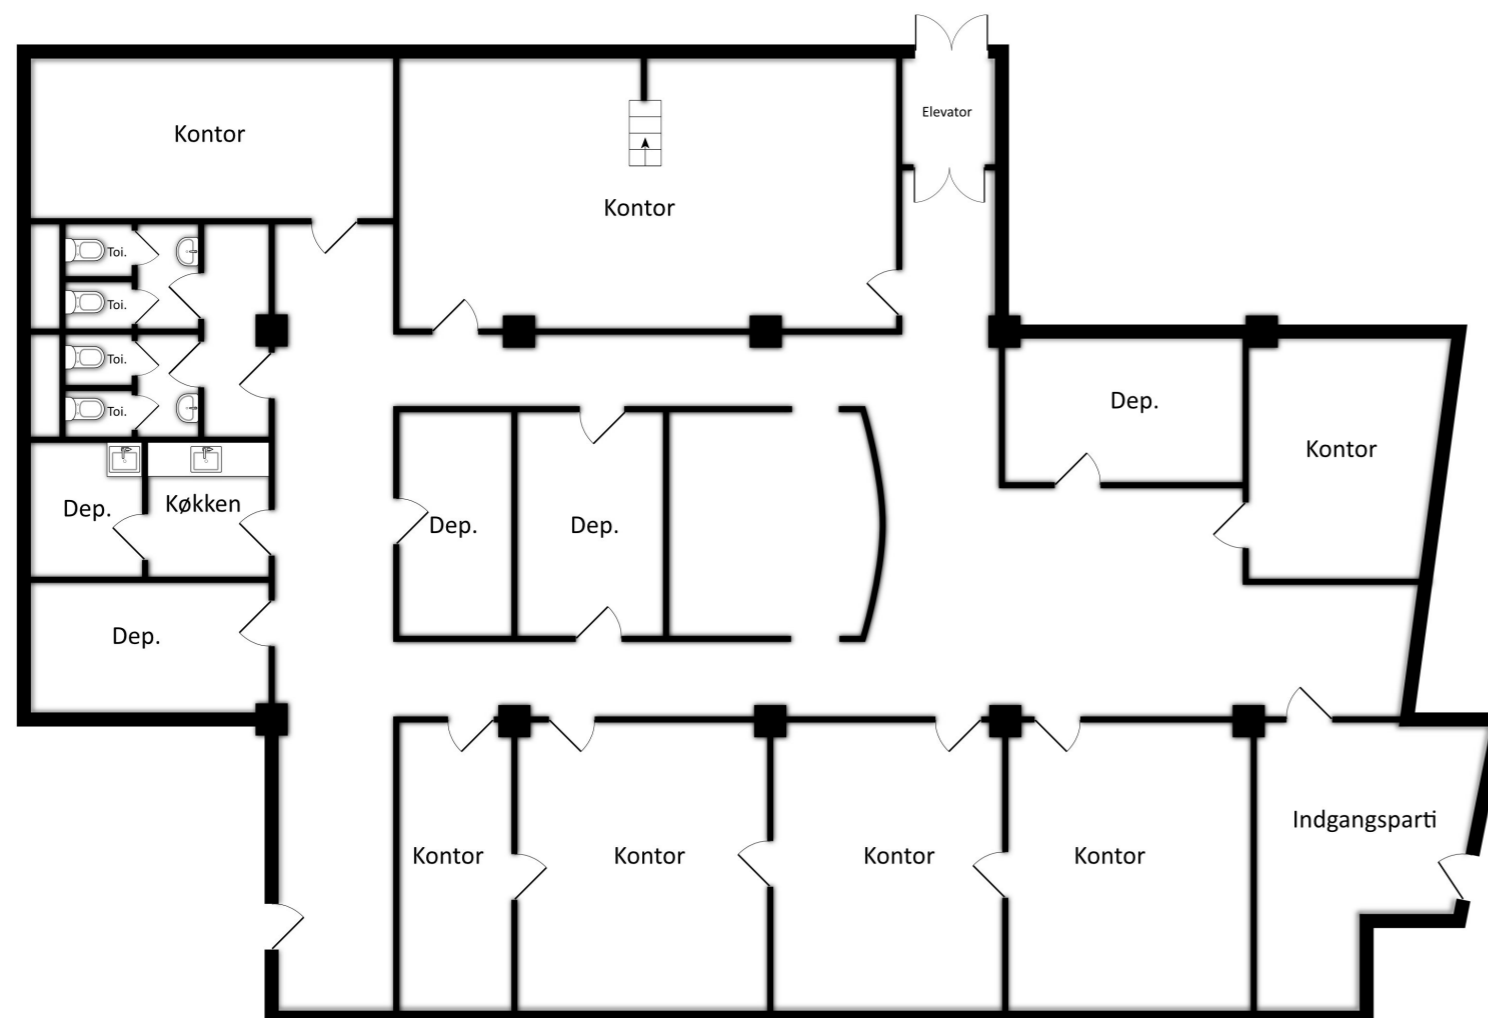 Elevator
Kontor
Kontor
Toi.
Toi.
Toi.
Toi.
Dep.
Kontor
Dep.
Køkken
Dep.
Dep.
Dep.
Indgangsparti
Kontor
Kontor
Kontor
Kontor